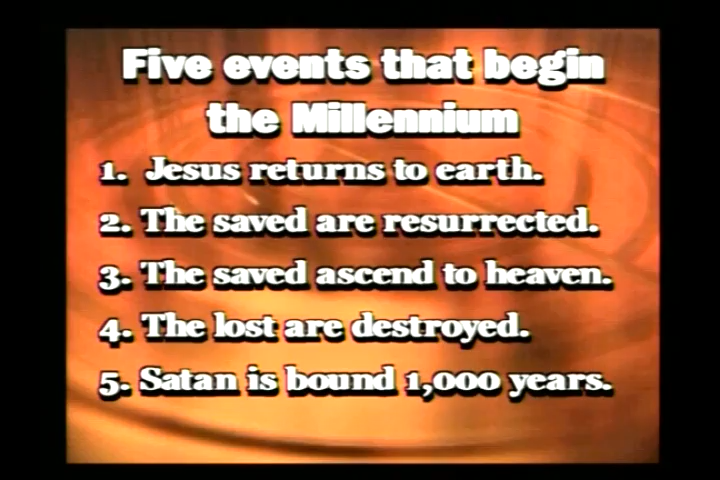 Five events that begin
the Millennium
1. Jesus returns to earth.
2. The saved are resurrected.
3. The saved ascend to heaven.
4. The lost are destroyed.
5. Satan is bound 1,000 years.